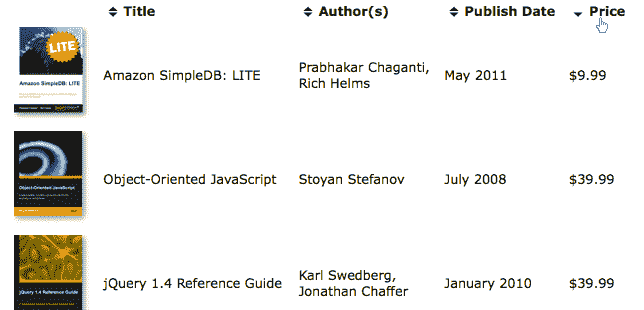 Title Author(s) Publish Date Price
LITE
Amazon SimpleDB: LITE
Amazon SimpleDB: LITE
Prabhakar Chaganti,
Rich Helms
May 2011
$9.99
Object-Oriented JavaScript
Object-Oriented JavaScript
Stoyan Stefanov
July 2008
$39.99
jQuery 1.4 Reference Guide
jQuery 1.4 Reference Guide
Karl Swedberg,
Jonathan Chaffer
January 2010
$39.99